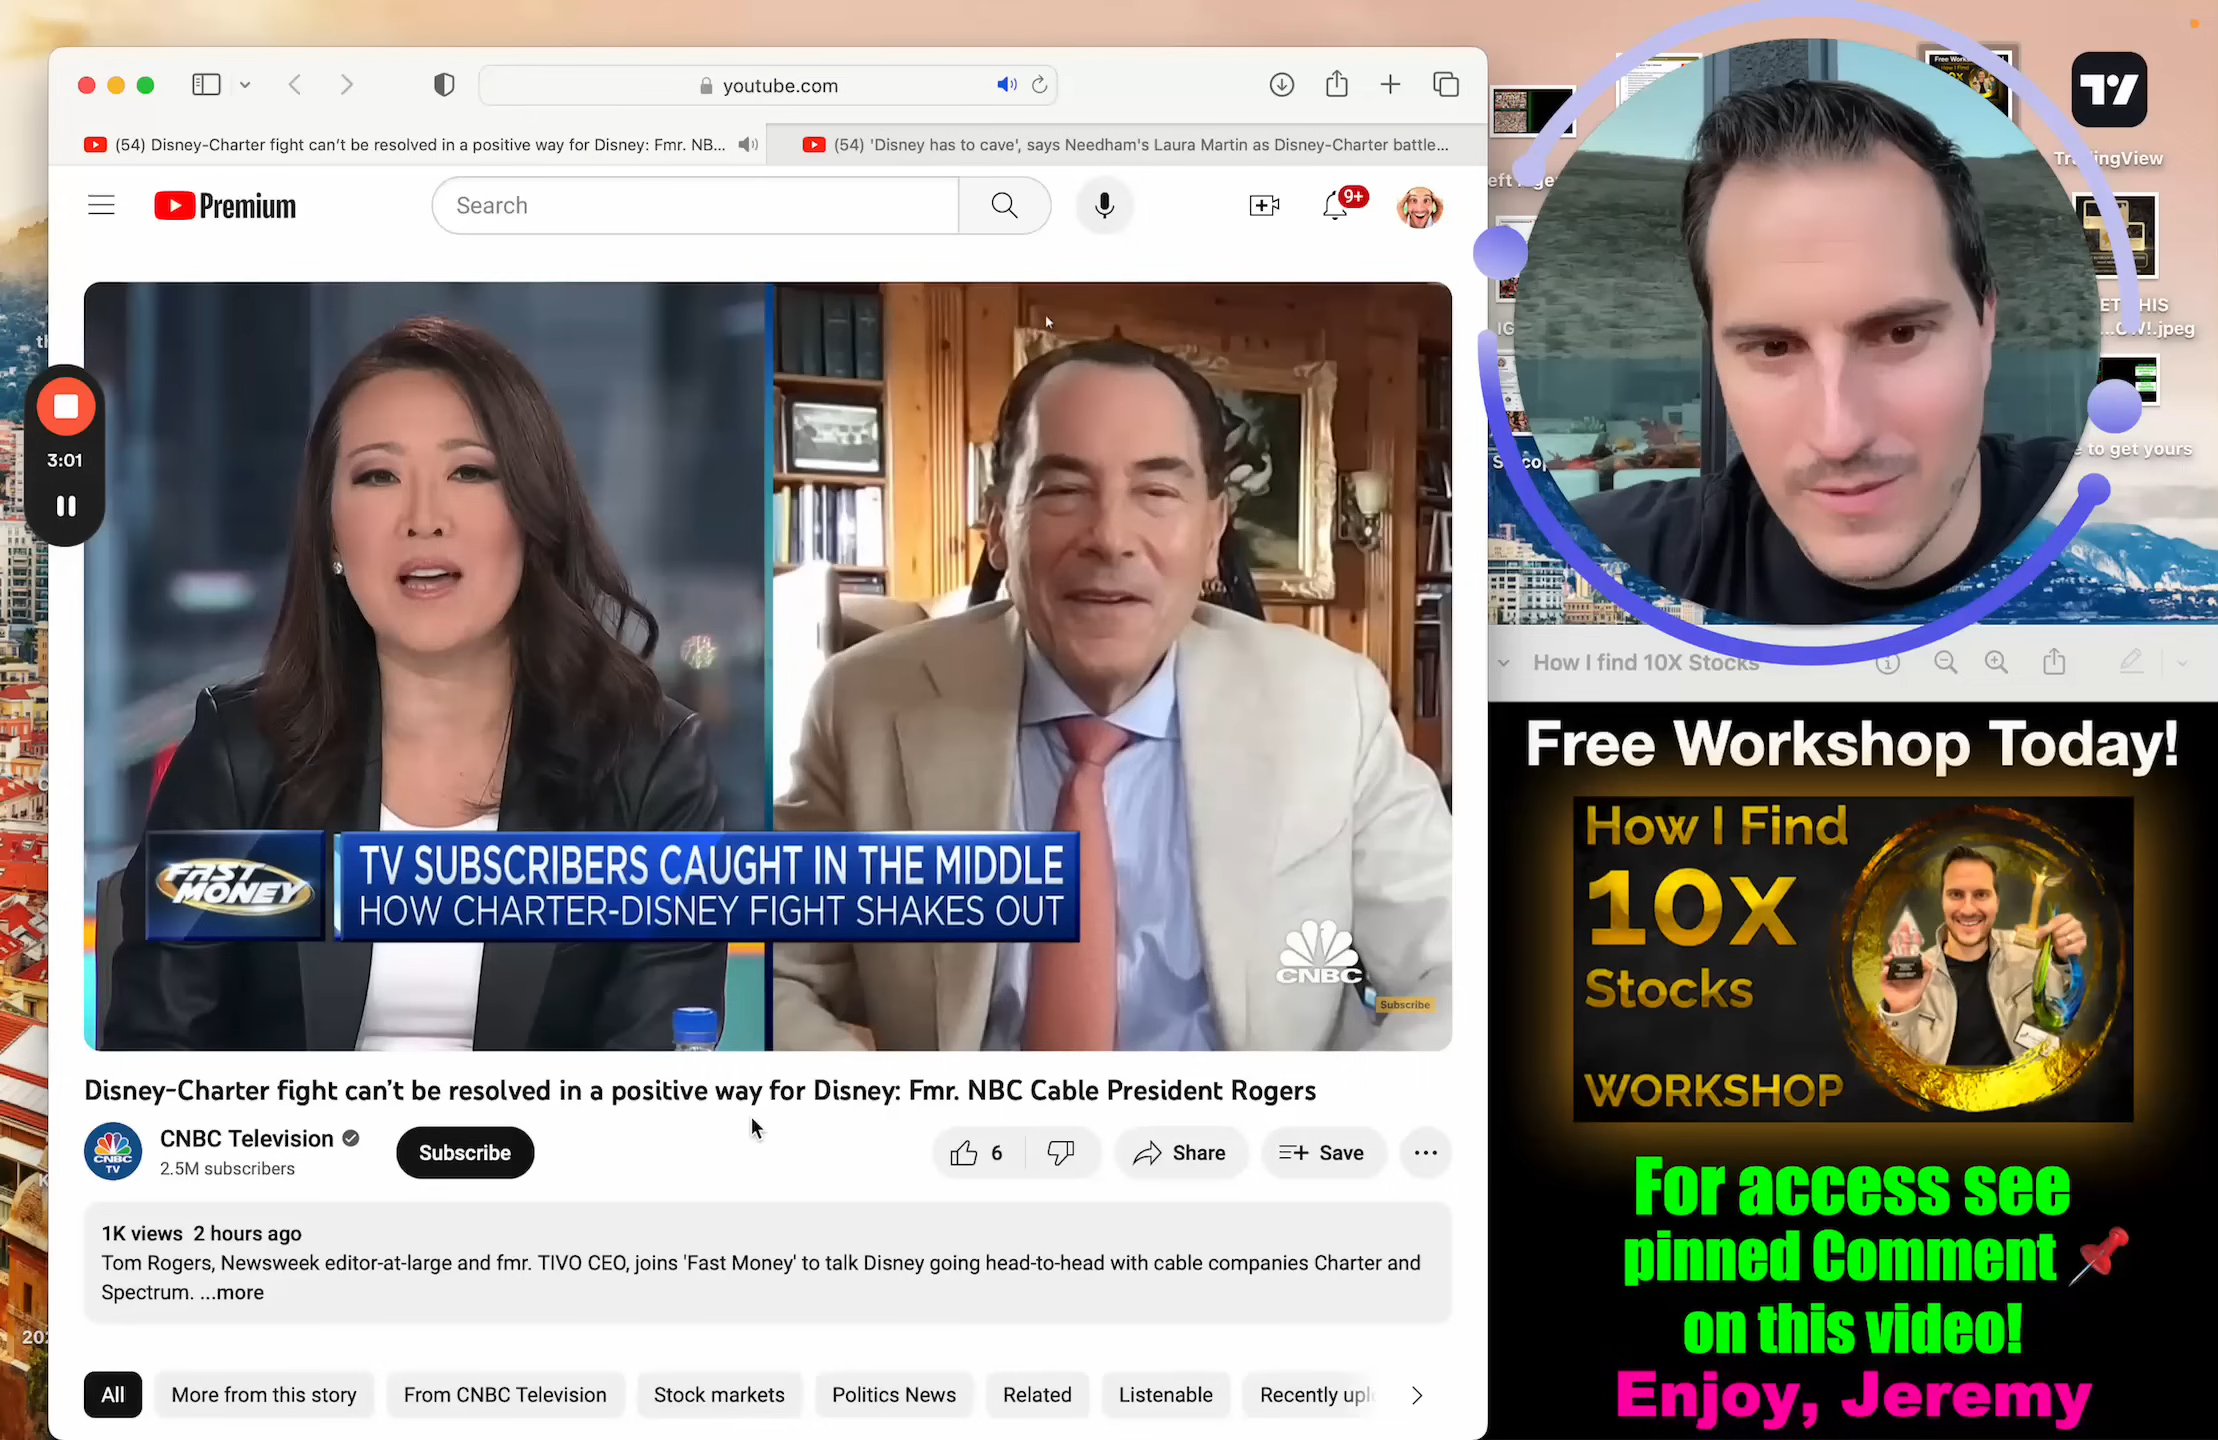 youtube.com
(54) Disney-Charter fight can't be resolved in a positive way for Disney: Fmr. NB...
(54) 'Disney has to cave', says Needham's Laura Martin as Disney-Charter battle...
Premium
Search
9+
TradingView
3:01
FAST MONEY
TV SUBSCRIBERS CAUGHT IN THE MIDDLE
HOW CHARTER-DISNEY FIGHT SHAKES OUT
CNBC
Subscribe
Disney-Charter fight can't be resolved in a positive way for Disney: Fmr. NBC Cable President Rogers
CNBC Television
2.5M subscribers
Subscribe
6
Share
Save
CNBC
TV
1K views 2 hours ago
Tom Rogers, Newsweek editor-at-large and fmr. TIVO CEO, joins 'Fast Money' to talk Disney going head-to-head with cable companies Charter and
Spectrum. ...more
All
More from this story
From CNBC Television
Stock markets
Politics News
Related
Listenable
Recently upl
to get yours
How I find 10X Stocks
Free Workshop Today!
How I Find
10X
Stocks
WORKSHOP
For access see
pinned Comment
on this video!
Enjoy, Jeremy